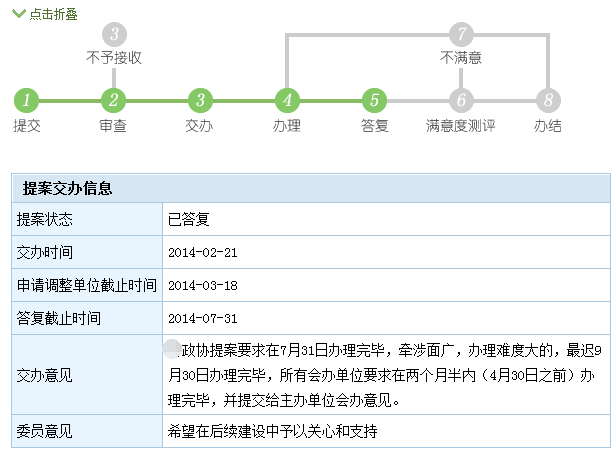 点击折叠
3
不予接收
7
不满意
1
2
3
4
5
6
8
提交
审查
交办
办理
答复
满意度测评
办结
提案交办信息
提案状态
已答复
交办时间
2014-02-21
申请调整单位截止时间
2014-03-18
答复截止时间
2014-07-31
交办意见
政协提案要求在7月31日办理完毕，牵涉面广，办理难度大的，最迟9
月30日办理完毕，所有会办单位要求在两个月半内（4月30日之前）办
理完毕，并提交给主办单位会办意见。
委员意见
希望在后续建设中予以关心和支持